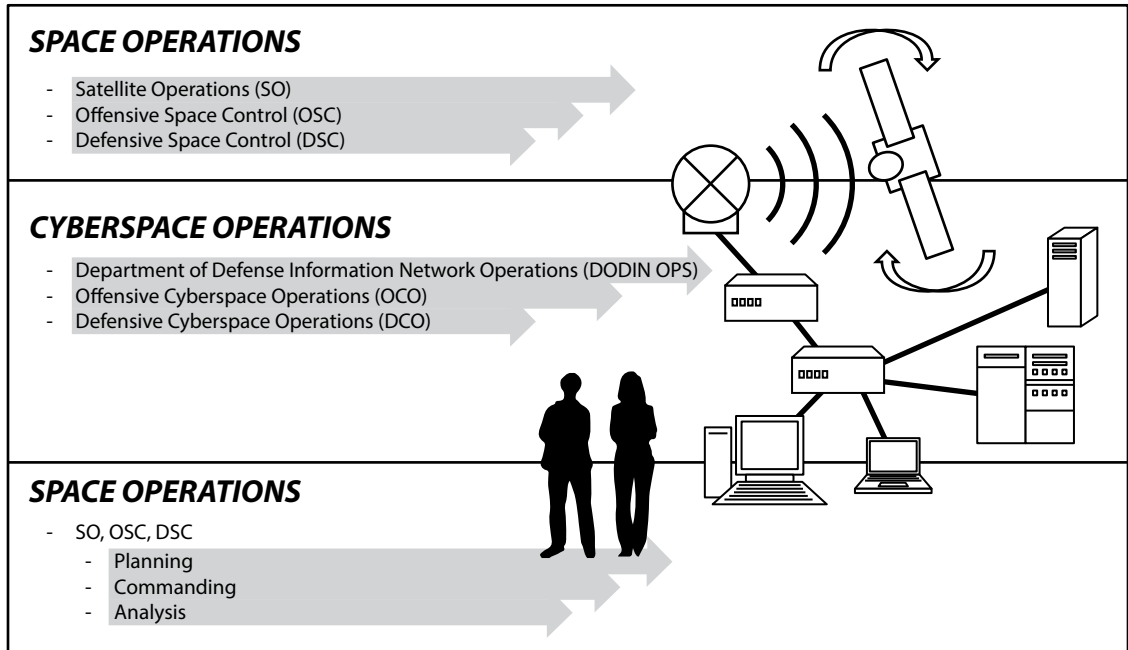 SPACE OPERATIONS
- Satellite Operations (SO)
- Offensive Space Control (OSC)
- Defensive Space Control (DSC)
CYBERSPACE OPERATIONS
- Department of Defense Information Network Operations (DODIN OPS)
- Offensive Cyberspace Operations (OCO)
- Defensive Cyberspace Operations (DCO)
SPACE OPERATIONS
- SO, OSC, DSC
- Planning
- Commanding
- Analysis